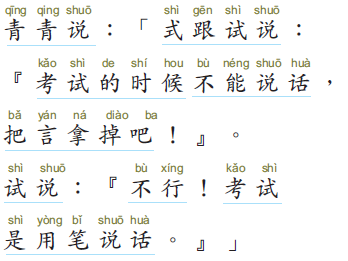 qīng qing shuō shì gēn shì shuō
青青说：「式跟试说：
kǎo shì de shí hou bù néng shuō huà
『考试的时候不能说话，
bǎ yán ná diào ba
把言拿掉吧！』。
shì shuō bù xíng kǎo shì
试说：『不行！考试
shì yòng bǐ shuō huà
是用笔说话。』」